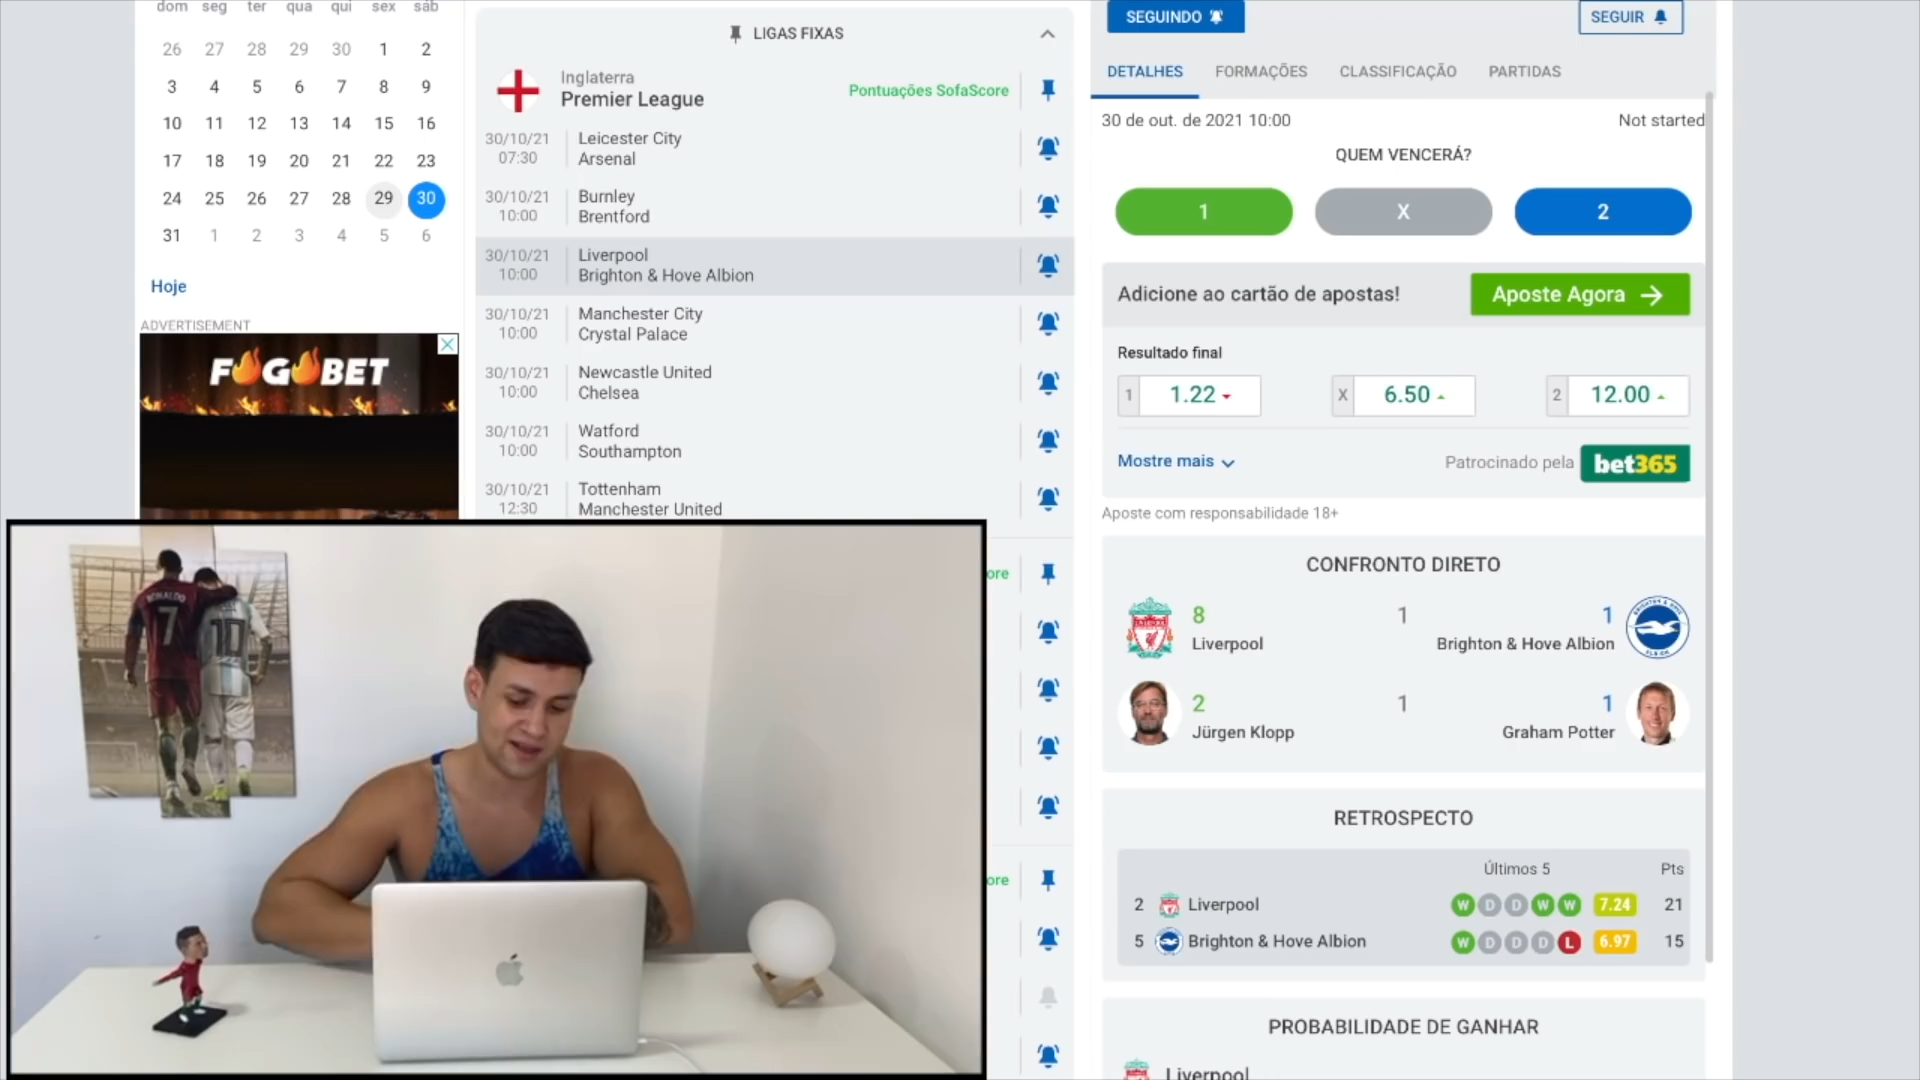 dom seg ter qua qui sex sáb
26 27 28 29 30 1 2
3 4 5 6 7 8 9
10 11 12 13 14 15 16
17 18 19 20 21 22 23
24 25 26 27 28 29 30
31 1 2 3 4 5 6
Hoje
ADVERTISEMENT
FOGOBET
LIGAS FIXAS
Inglaterra
Premier League
Pontuações SofaScore
30/10/21 Leicester City
07:30 Arsenal
30/10/21 Burnley
10:00 Brentford
30/10/21 Liverpool
10:00 Brighton & Hove Albion
30/10/21 Manchester City
10:00 Crystal Palace
30/10/21 Newcastle United
10:00 Chelsea
30/10/21 Watford
10:00 Southampton
30/10/21 Tottenham
12:30 Manchester United
ore
ore
RONALDO
7
10
SEGUINDO
SEGUIR
DETALHES FORMAÇÕES CLASSIFICAÇÃO PARTIDAS
30 de out. de 2021 10:00 Not started
QUEM VENCERÁ?
1 X 2
Adicione ao cartão de apostas! Aposte Agora
Resultado final
1 1.22 X 6.50 2 12.00
Mostre mais Patrocinado pela bet365
Aposte com responsabilidade 18+
CONFRONTO DIRETO
8 1 1
Liverpool Brighton & Hove Albion
2 1 1
Jürgen Klopp Graham Potter
RETROSPECTO
Últimos 5 Pts
2 Liverpool W D D W W 7.24 21
5 Brighton & Hove Albion W D D D L 6.97 15
PROBABILIDADE DE GANHAR
Liverpool